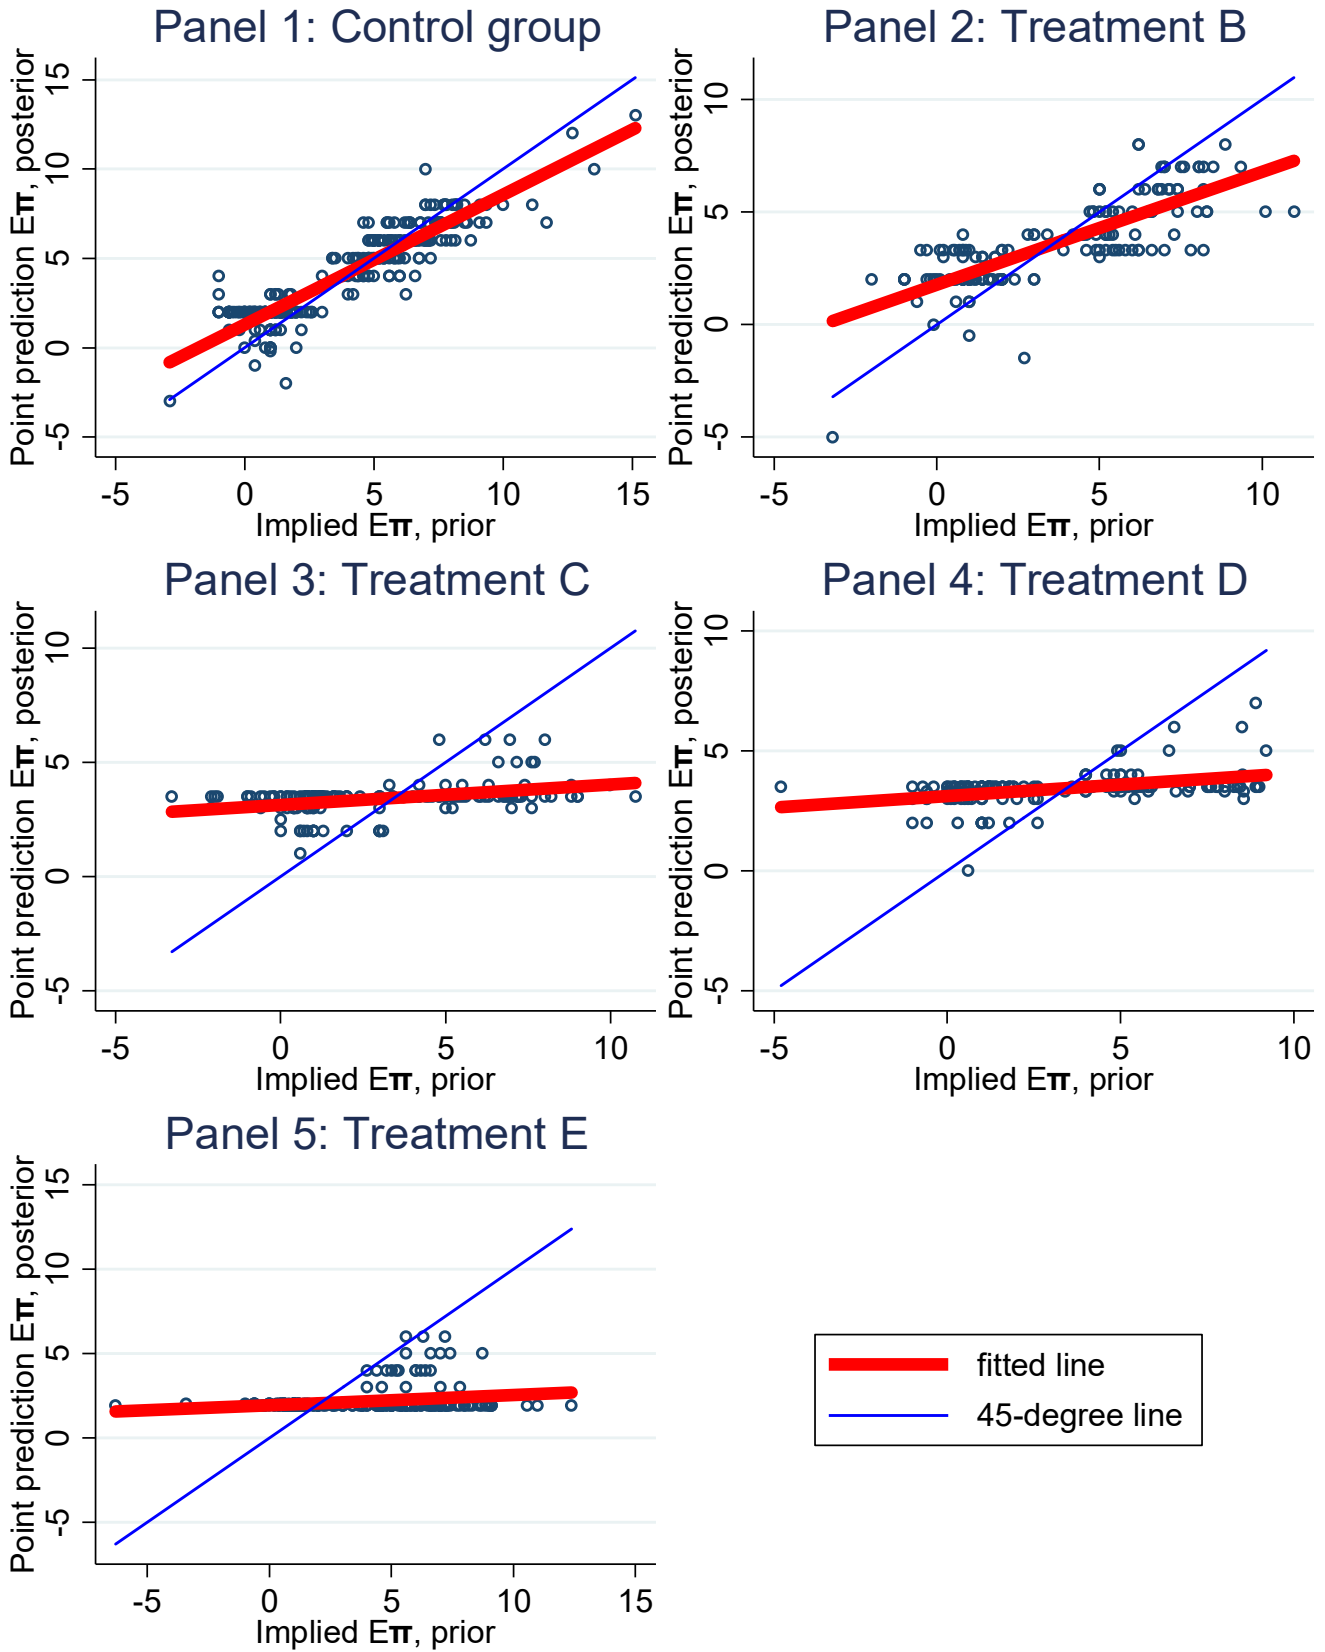 Panel 1: Control group
Point prediction Eπ, posterior
15
10
5
0
-5
-5 0 5 10 15
Implied Eπ, prior
Panel 2: Treatment B
Point prediction Eπ, posterior
10
5
0
-5
-5 0 5 10
Implied Eπ, prior
Panel 3: Treatment C
Point prediction Eπ, posterior
10
5
0
-5
-5 0 5 10
Implied Eπ, prior
Panel 4: Treatment D
Point prediction Eπ, posterior
10
5
0
-5
-5 0 5 10
Implied Eπ, prior
Panel 5: Treatment E
Point prediction Eπ, posterior
15
10
5
0
-5
-5 0 5 10 15
Implied Eπ, prior
fitted line
45-degree line